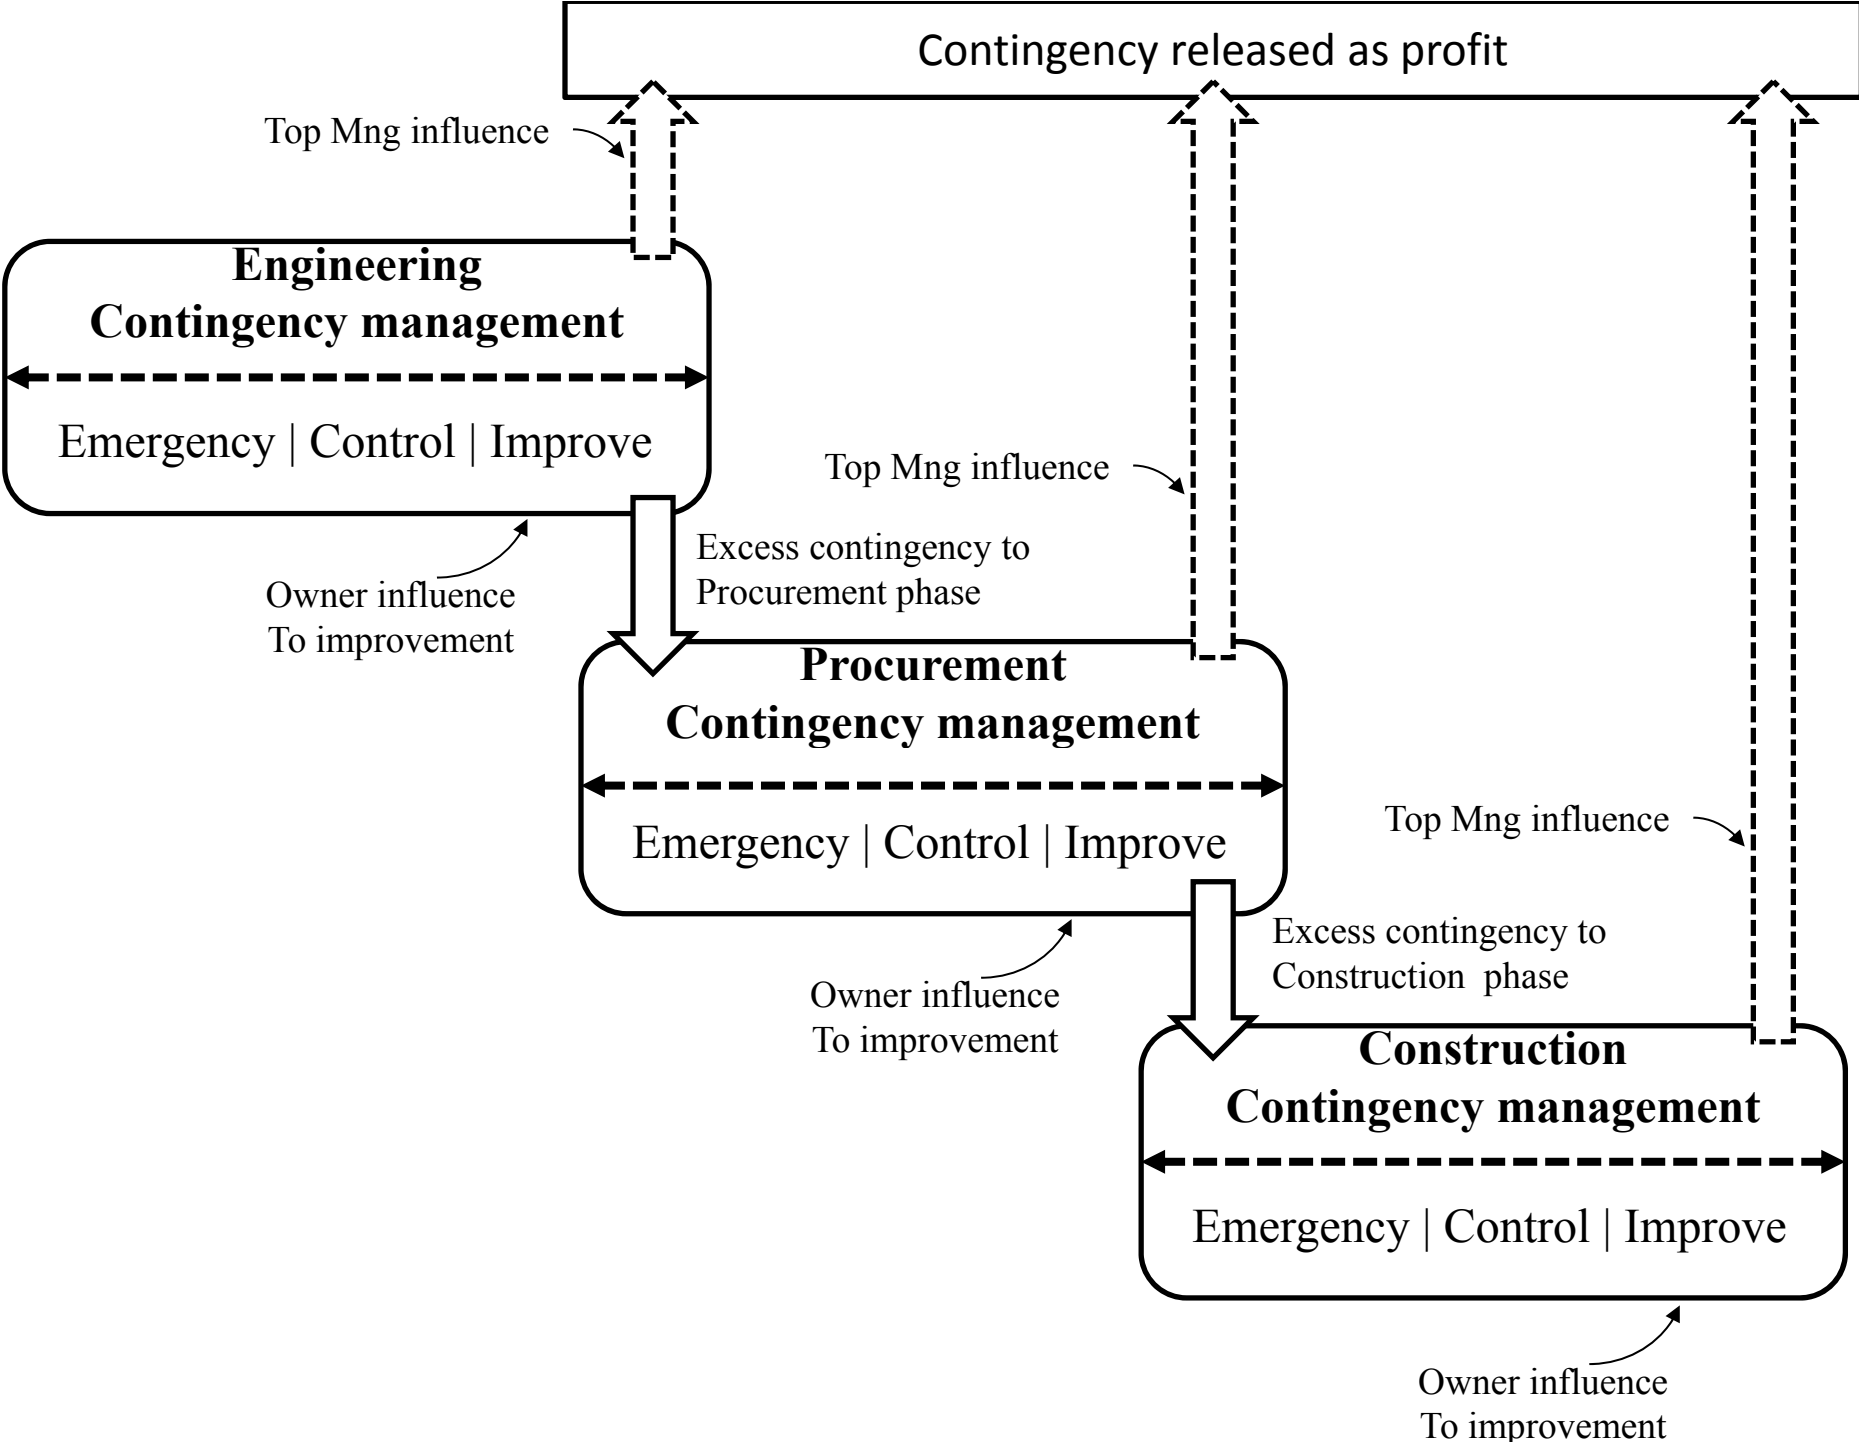 Contingency released as profit
Top Mng influence
Engineering
Contingency management
Emergency | Control | Improve
Top Mng influence
Excess contingency to
Procurement phase
Owner influence
To improvement
Procurement
Contingency management
Emergency | Control | Improve
Top Mng influence
Excess contingency to
Construction  phase
Owner influence
To improvement
Construction
Contingency management
Emergency | Control | Improve
Owner influence
To improvement